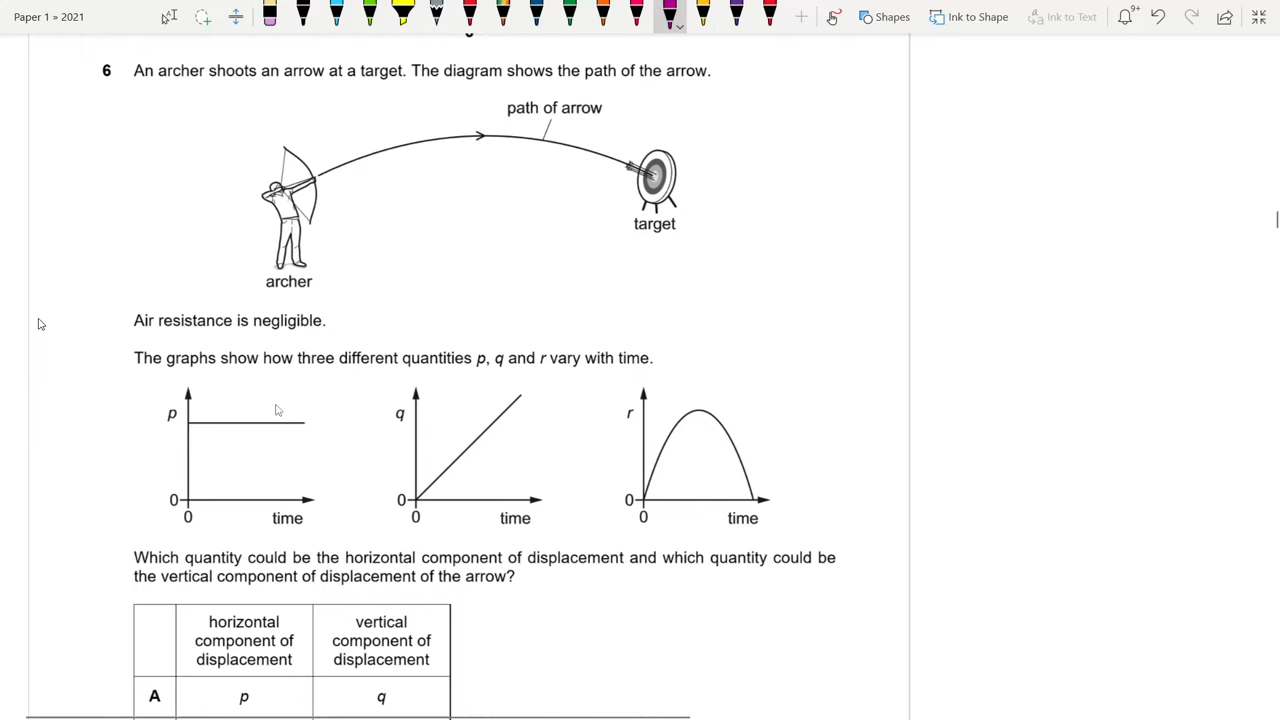 Paper 1 » 2021
Shapes
Ink to Shape
Ink to Text
9+
6 An archer shoots an arrow at a target. The diagram shows the path of the arrow.
path of arrow
target
archer
Air resistance is negligible.
The graphs show how three different quantities p, q and r vary with time.
p
0
0
time
q
0
0
time
r
0
0
time
Which quantity could be the horizontal component of displacement and which quantity could be
the vertical component of displacement of the arrow?
horizontal
component of
displacement
vertical
component of
displacement
A p q